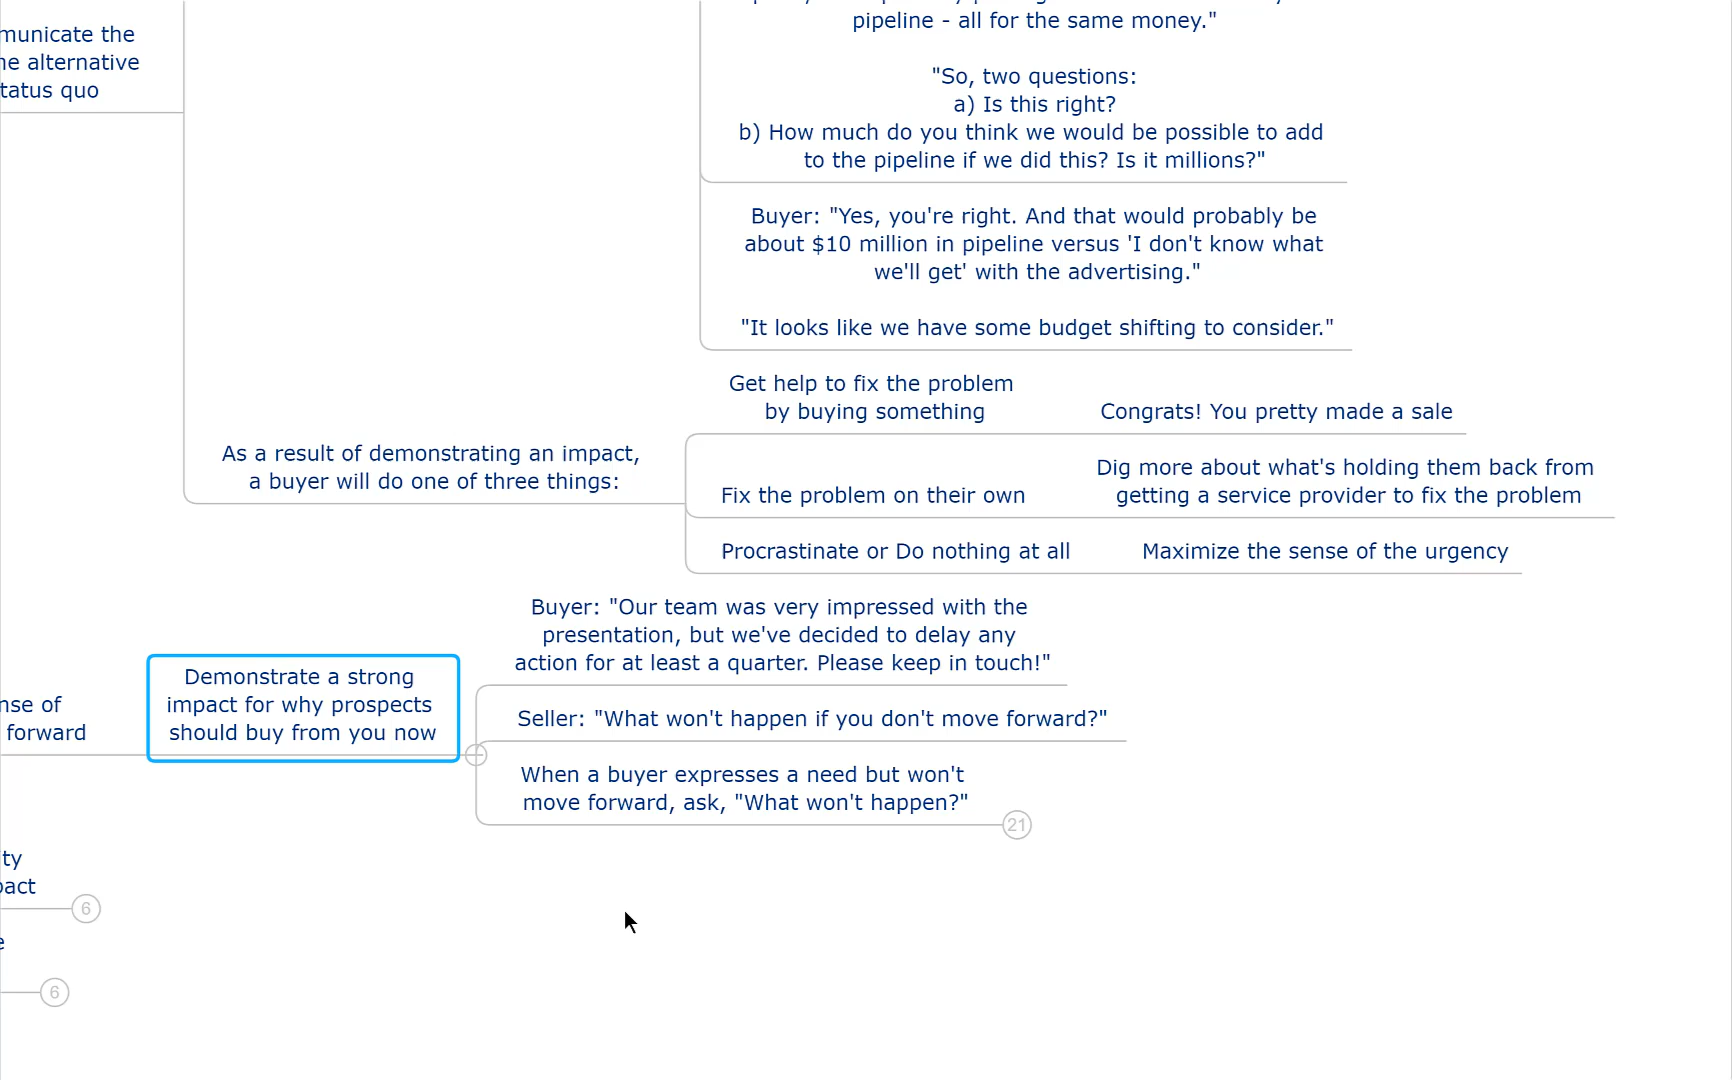 municate the
ne alternative
tatus quo
pipeline - all for the same money."
"So, two questions:
a) Is this right?
b) How much do you think we would be possible to add
to the pipeline if we did this? Is it millions?"
Buyer: "Yes, you're right. And that would probably be
about $10 million in pipeline versus 'I don't know what
we'll get' with the advertising."
"It looks like we have some budget shifting to consider."
As a result of demonstrating an impact,
a buyer will do one of three things:
Get help to fix the problem
by buying something
Congrats! You pretty made a sale
Fix the problem on their own
Dig more about what's holding them back from
getting a service provider to fix the problem
Procrastinate or Do nothing at all
Maximize the sense of the urgency
nse of
forward
Demonstrate a strong
impact for why prospects
should buy from you now
Buyer: "Our team was very impressed with the
presentation, but we've decided to delay any
action for at least a quarter. Please keep in touch!"
Seller: "What won't happen if you don't move forward?"
When a buyer expresses a need but won't
move forward, ask, "What won't happen?"
21
ity
pact
6
e
6